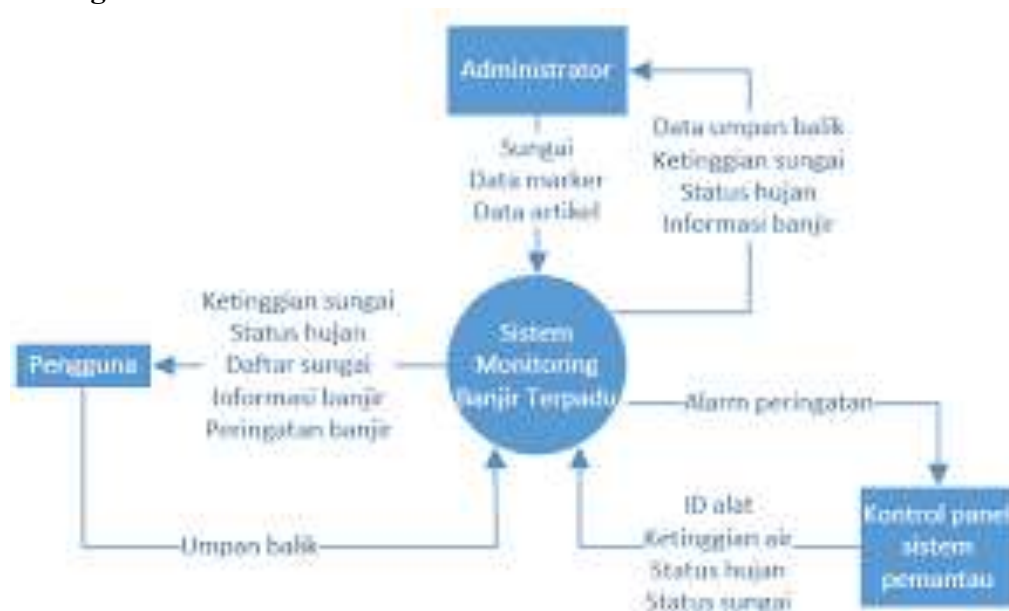 Administrator
Sungai
Data marker
Data artikel
Data umpan balik
Ketinggian sungai
Status hujan
Informasi banjir
Ketinggian sungai
Status hujan
Daftar sungai
Informasi banjir
Peringatan banjir
Pengguna
Sistem
Monitoring
Banjir Terpadu
Alarm peringatan
Umpan balik
ID alat
Ketinggian air
Status hujan
Status sungai
Kontrol panel
sistem
pemantau